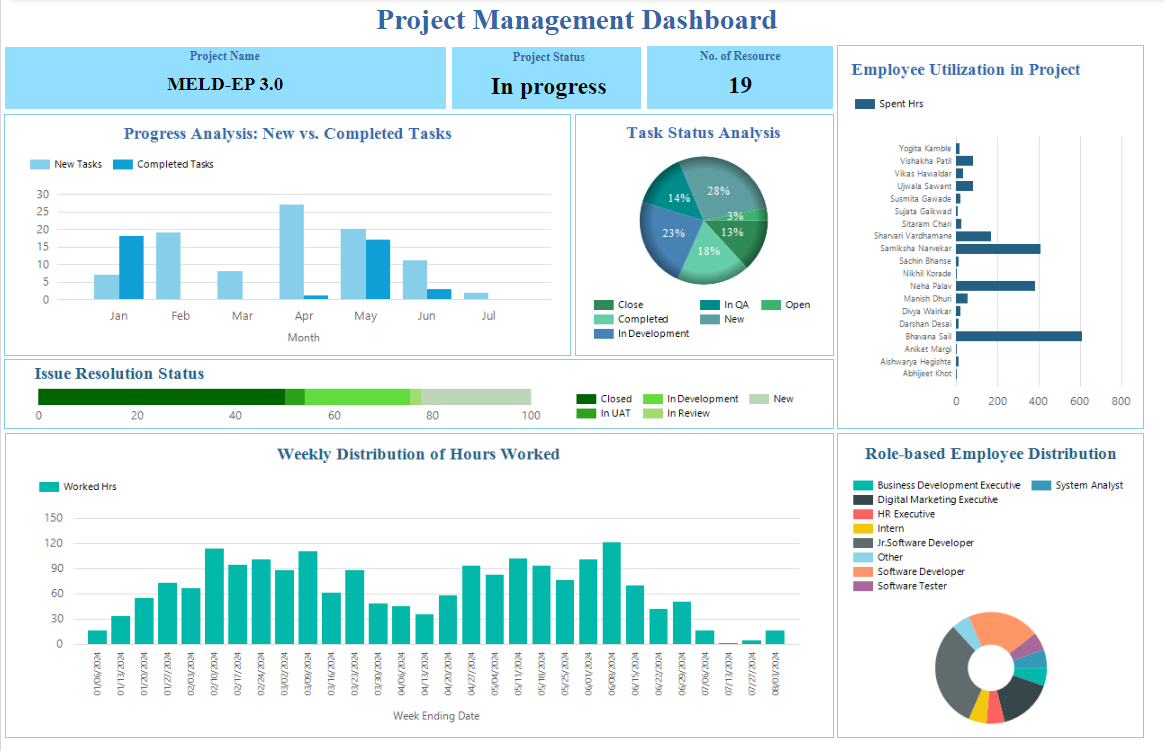 Project Management Dashboard
Project Name
MELD-EP 3.0
Project Status
In progress
No. of Resource
19
Progress Analysis: New vs. Completed Tasks
New Tasks
Completed Tasks
30
25
20
15
10
5
0
Jan Feb Mar Apr May Jun Jul
Month
Task Status Analysis
28%
3%
13%
18%
23%
14%
Close
In QA
Open
Completed
New
In Development
Employee Utilization in Project
Spent Hrs
Yogita Kamble
Vishakha Patil
Vikas Hawaldar
Ujwala Sawant
Susmita Gawade
Sujata Gaikwad
Sitaram Chari
Sharvari Vardhamane
Samiksha Narvekar
Sachin Bhanse
Nikhil Korade
Neha Palav
Manish Dhuri
Divya Wairkar
Darshan Desai
Bhavana Sail
Aniket Margi
Aishwarya Hegishte
Abhijeet Khot
0 200 400 600 800
Issue Resolution Status
0 20 40 60 80 100
Closed
In Development
New
In UAT
In Review
Weekly Distribution of Hours Worked
Worked Hrs
150
120
90
60
30
0
01/06/2024
01/13/2024
01/20/2024
01/27/2024
02/03/2024
02/10/2024
02/17/2024
02/24/2024
03/02/2024
03/09/2024
03/16/2024
03/23/2024
03/30/2024
04/06/2024
04/13/2024
04/20/2024
04/27/2024
05/04/2024
05/11/2024
05/18/2024
05/25/2024
06/01/2024
06/08/2024
06/15/2024
06/22/2024
06/29/2024
07/06/2024
07/13/2024
07/27/2024
08/03/2024
Week Ending Date
Role-based Employee Distribution
Business Development Executive
System Analyst
Digital Marketing Executive
HR Executive
Intern
Jr.Software Developer
Other
Software Developer
Software Tester